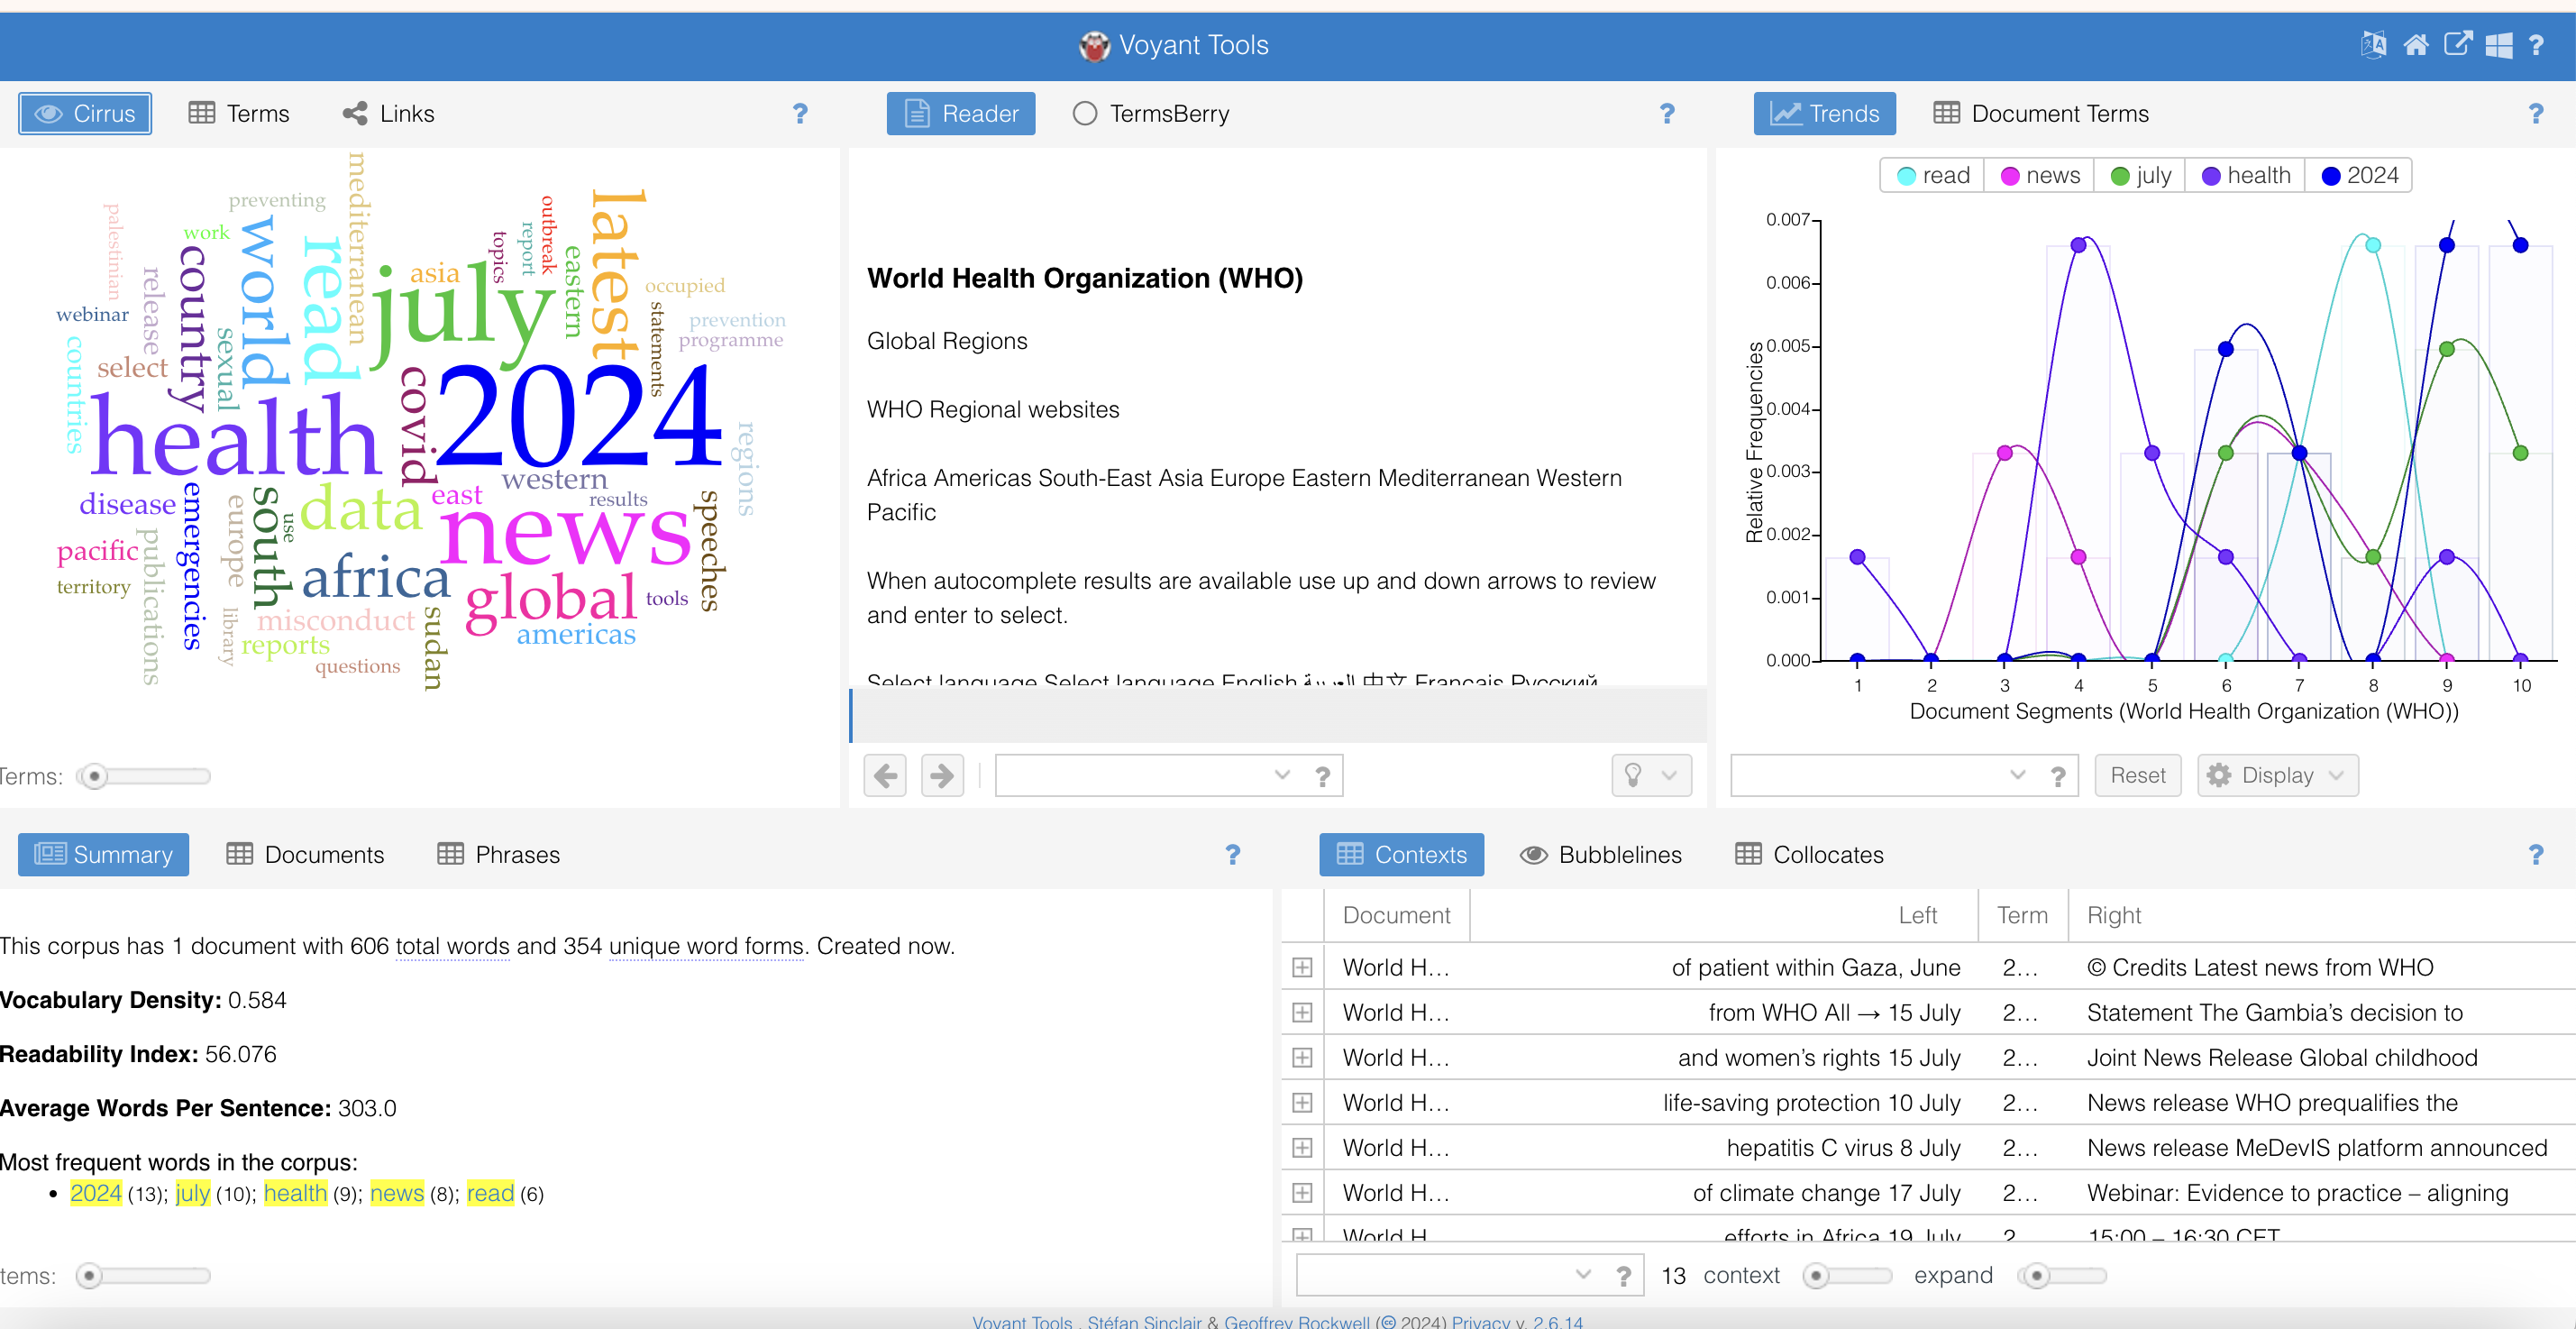 Voyant Tools
?
Cirrus
Terms
Links
?
preventing
mediterranean
palestinian
work
world
read
country
release
webinar
countries
select
sexual
july
asia
topics
report
outbreak
eastern
latest
occupied
statements
prevention
programme
health
covid
2024
western
results
regions
disease
emergencies
europe
south
use
data
east
news
speeches
pacific
publications
territory
africa
global
tools
americas
library
misconduct
reports
questions
sudan
Terms:
Reader
TermsBerry
?
World Health Organization (WHO)
Global Regions
WHO Regional websites
Africa Americas South-East Asia Europe Eastern Mediterranean Western
Pacific
When autocomplete results are available use up and down arrows to review
and enter to select.
Select language Select language English العربية 中文 Français Русский
?
Trends
Document Terms
?
read
news
july
health
2024
0.007
0.006
0.005
0.004
0.003
0.002
0.001
0.000
Relative Frequencies
1 2 3 4 5 6 7 8 9 10
Document Segments (World Health Organization (WHO))
?
Reset
Display
Summary
Documents
Phrases
?
This corpus has 1 document with 606 total words and 354 unique word forms. Created now.
Vocabulary Density: 0.584
Readability Index: 56.076
Average Words Per Sentence: 303.0
Most frequent words in the corpus:
• 2024 (13); july (10); health (9); news (8); read (6)
tems:
Contexts
Bubblelines
Collocates
?
Document Left Term Right
World H... of patient within Gaza, June 2... © Credits Latest news from WHO
World H... from WHO All → 15 July 2... Statement The Gambia’s decision to
World H... and women’s rights 15 July 2... Joint News Release Global childhood
World H... life-saving protection 10 July 2... News release WHO prequalifies the
World H... hepatitis C virus 8 July 2... News release MeDevIS platform announced
World H... of climate change 17 July 2... Webinar: Evidence to practice – aligning
World H efforts in Africa 19 July 2 15:00 – 16:30 CET
? 13 context expand
Voyant Tools , Stéfan Sinclair & Geoffrey Rockwell (© 2024) Privacy v. 2.6.14